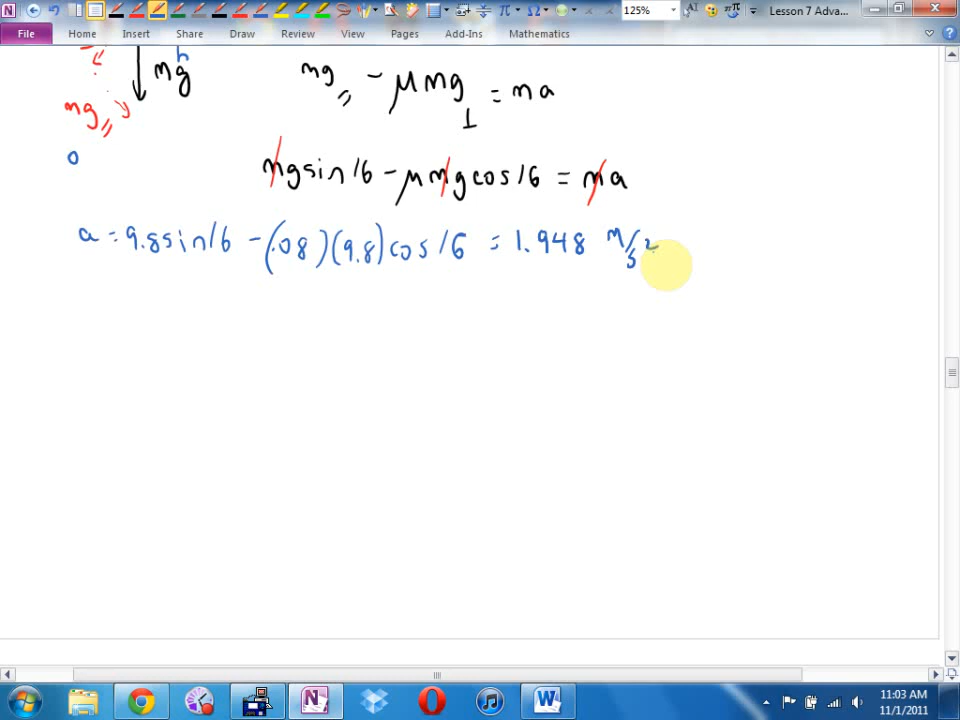 125%
Lesson 7 Adva...
File Home Insert Share Draw Review View Pages Add-Ins Mathematics
mg
mg∥ - μmg⊥ = ma
mg∥
mgsin16 - μmgcos16 = ma
a = 9.8sin16 - (.08)(9.8)cos16 = 1.948 m/s²
11:03 AM
11/1/2011